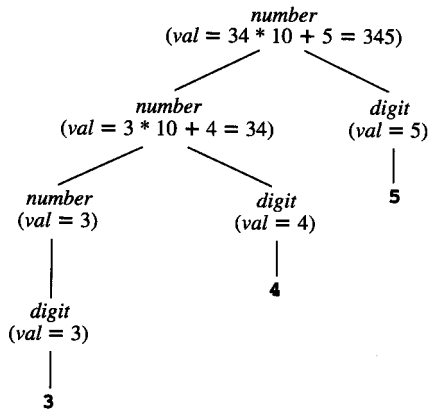 number
(val = 34 * 10 + 5 = 345)
number
(val = 3 * 10 + 4 = 34)
digit
(val = 5)
5
number
(val = 3)
digit
(val = 4)
4
digit
(val = 3)
3